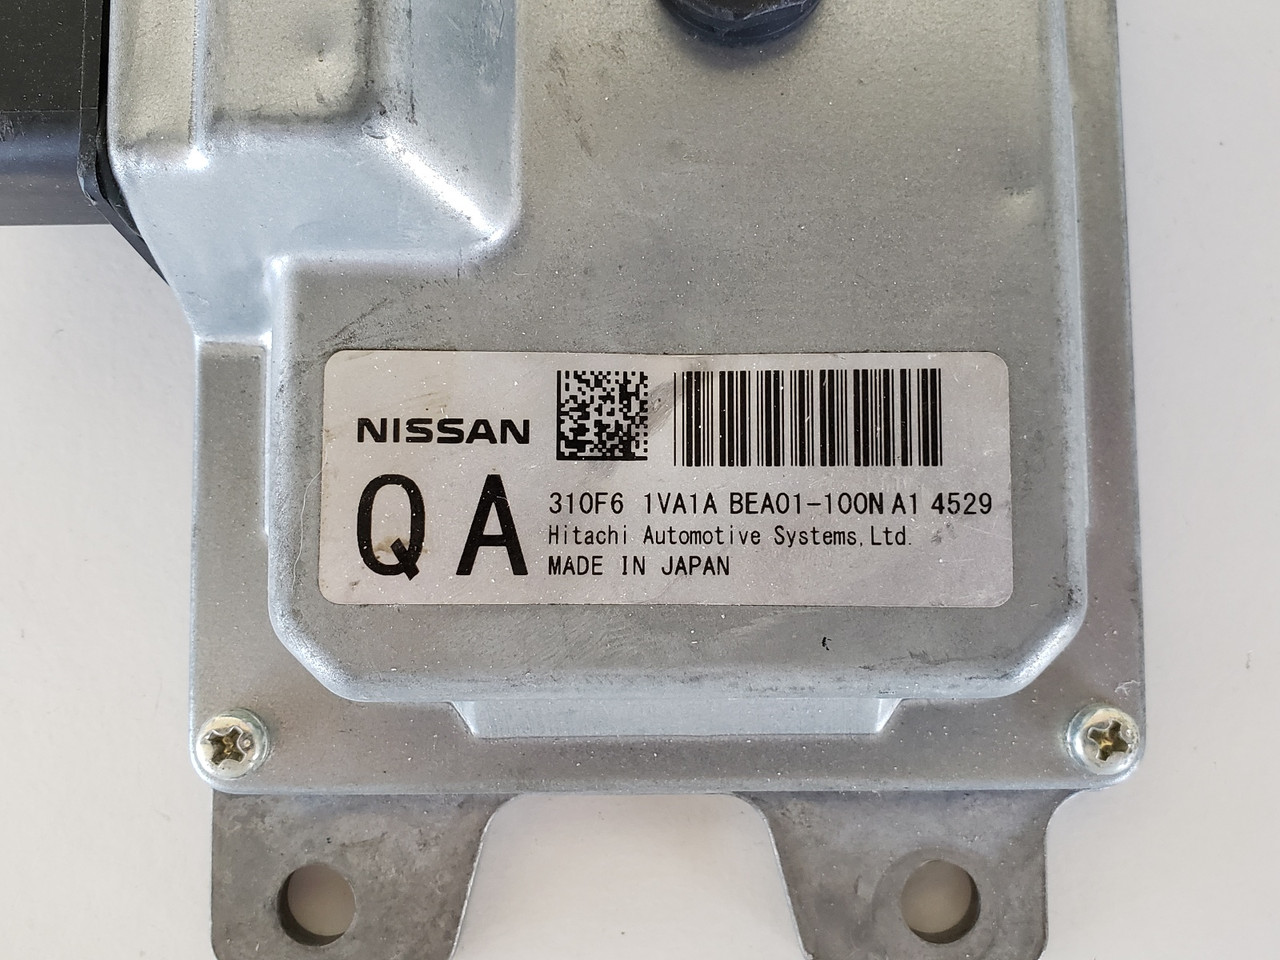 NISSAN
QA
310F6 1VA1A BEA01-100N A1 4529
Hitachi Automotive Systems, Ltd.
MADE IN JAPAN